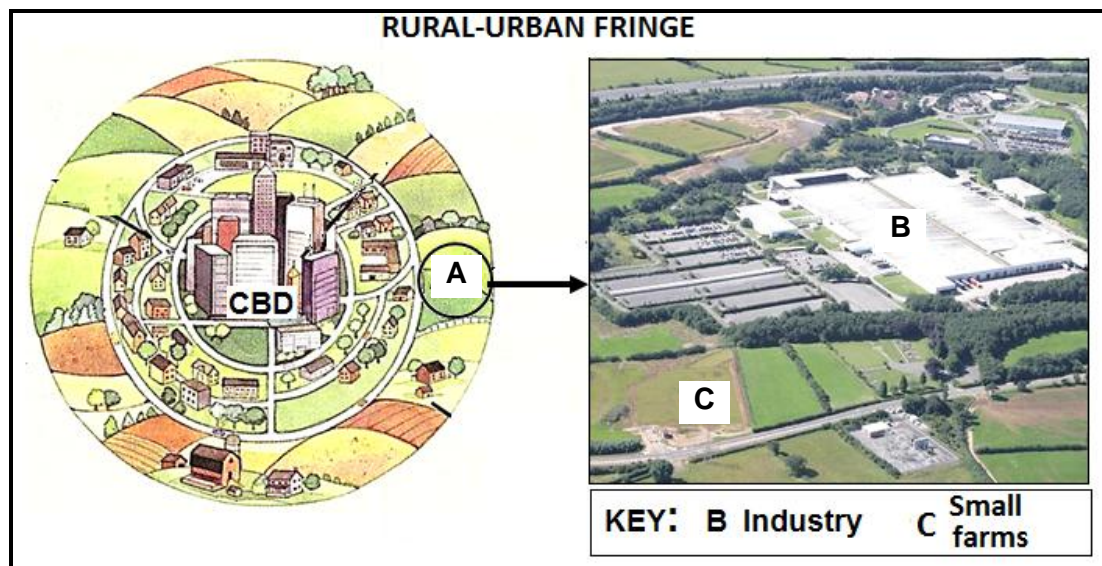 RURAL-URBAN FRINGE
CBD
A
B
C
KEY: B Industry C Small
farms